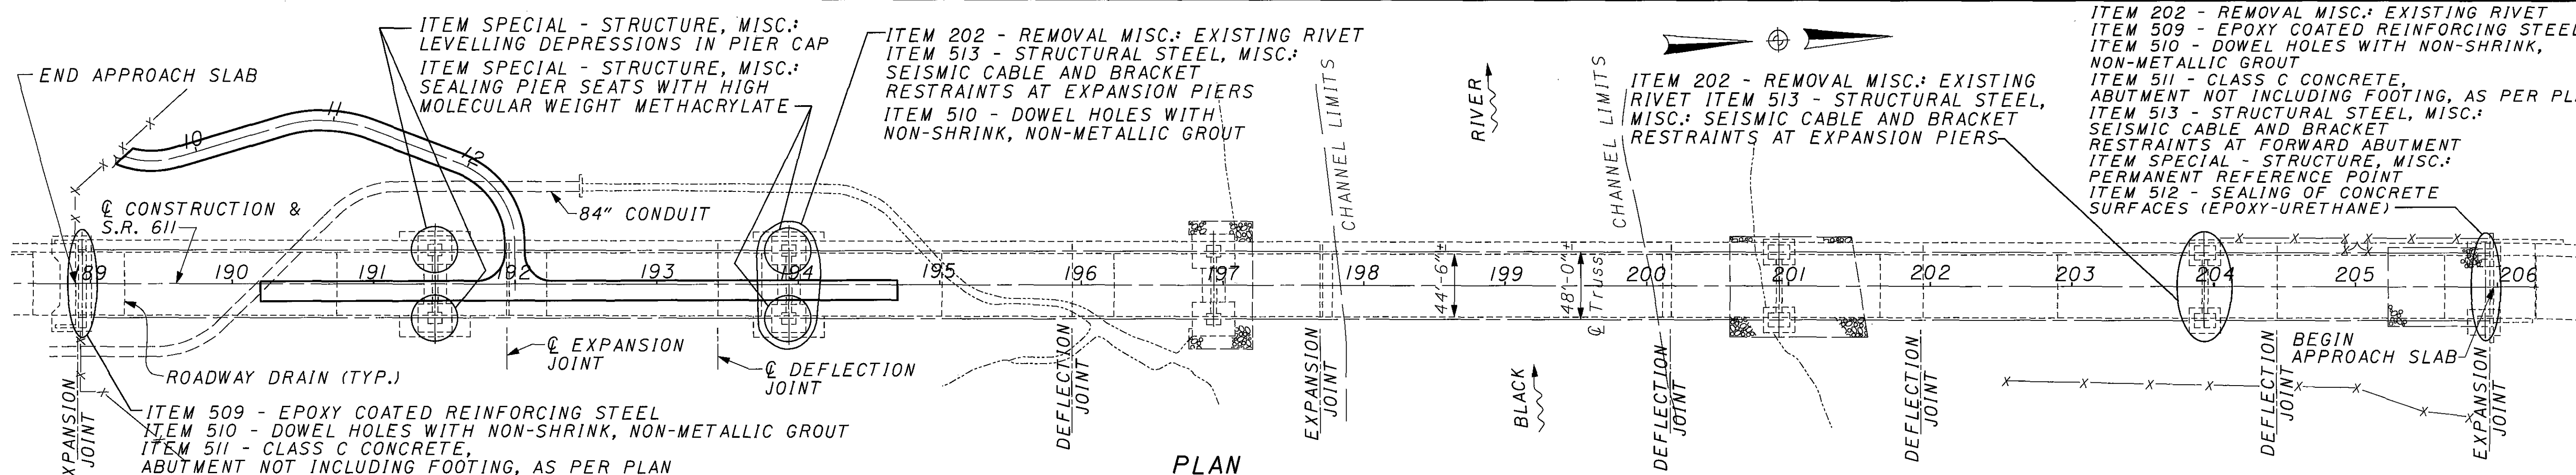 ITEM SPECIAL - STRUCTURE, MISC.:
LEVELLING DEPRESSIONS IN PIER CAP
ITEM SPECIAL - STRUCTURE, MISC.:
SEALING PIER SEATS WITH HIGH
MOLECULAR WEIGHT METHACRYLATE
ITEM 202 - REMOVAL MISC.: EXISTING RIVET
ITEM 513 - STRUCTURAL STEEL, MISC.:
SEISMIC CABLE AND BRACKET
RESTRAINTS AT EXPANSION PIERS
ITEM 510 - DOWEL HOLES WITH
NON-SHRINK, NON-METALLIC GROUT
ITEM 202 - REMOVAL MISC.: EXISTING
RIVET ITEM 513 - STRUCTURAL STEEL,
MISC.: SEISMIC CABLE AND BRACKET
RESTRAINTS AT EXPANSION PIERS
ITEM 202 - REMOVAL MISC.: EXISTING RIVET
ITEM 509 - EPOXY COATED REINFORCING STEEL
ITEM 510 - DOWEL HOLES WITH NON-SHRINK,
NON-METALLIC GROUT
ITEM 511 - CLASS C CONCRETE,
ABUTMENT NOT INCLUDING FOOTING, AS PER PL
ITEM 513 - STRUCTURAL STEEL, MISC.:
SEISMIC CABLE AND BRACKET
RESTRAINTS AT FORWARD ABUTMENT
ITEM SPECIAL - STRUCTURE, MISC.:
PERMANENT REFERENCE POINT
ITEM 512 - SEALING OF CONCRETE
SURFACES (EPOXY-URETHANE)
END APPROACH SLAB
10
11
12
℄ CONSTRUCTION &
S.R. 611
84" CONDUIT
RIVER
CHANNEL LIMITS
CHANNEL LIMITS
189 190 191 192 193 194 195 196 197 198 199 200 201 202 203 204 205 206
44'-6"±
48'-0"±
℄ Truss
ROADWAY DRAIN (TYP.)
℄ EXPANSION
JOINT
℄ DEFLECTION
JOINT
BEGIN
APPROACH SLAB
XPANSION
JOINT
DEFLECTION
JOINT
EXPANSION
JOINT
BLACK
DEFLECTION
JOINT
DEFLECTION
JOINT
DEFLECTION
JOINT
EXPANSION
JOINT
ITEM 509 - EPOXY COATED REINFORCING STEEL
ITEM 510 - DOWEL HOLES WITH NON-SHRINK, NON-METALLIC GROUT
ITEM 511 - CLASS C CONCRETE,
ABUTMENT NOT INCLUDING FOOTING, AS PER PLAN
PLAN